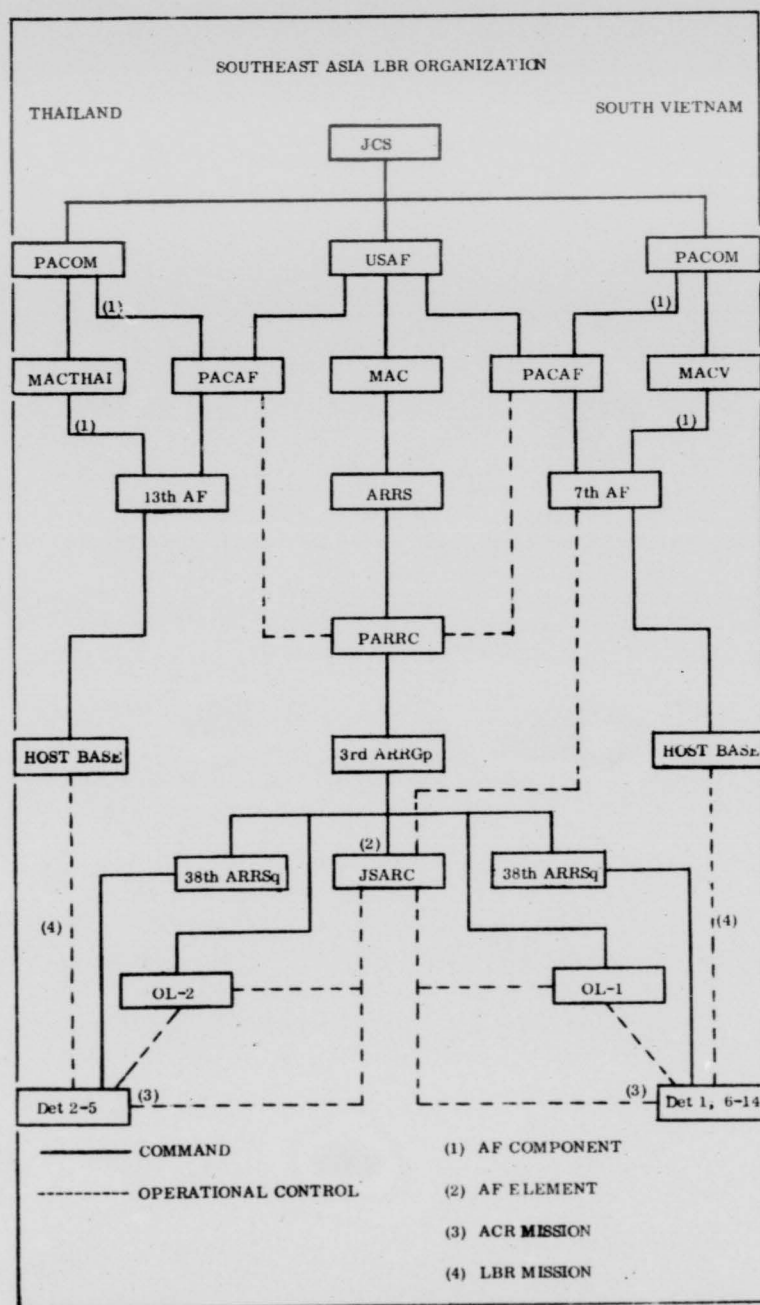 SOUTHEAST ASIA LBR ORGANIZATION
THAILAND
SOUTH VIETNAM
JCS
PACOM
USAF
PACOM
(1)
(1)
MACTHAI
PACAF
MAC
PACAF
MACV
(1)
(1)
13th AF
ARRS
7th AF
PARRC
HOST BASE
3rd ARRGp
HOST BASE
(2)
38th ARRSq
JSARC
38th ARRSq
(4)
(4)
OL-2
OL-1
Det 2-5
(3)
(3)
Det 1, 6-14
COMMAND
(1) AF COMPONENT
OPERATIONAL CONTROL
(2) AF ELEMENT
(3) ACR MISSION
(4) LBR MISSION